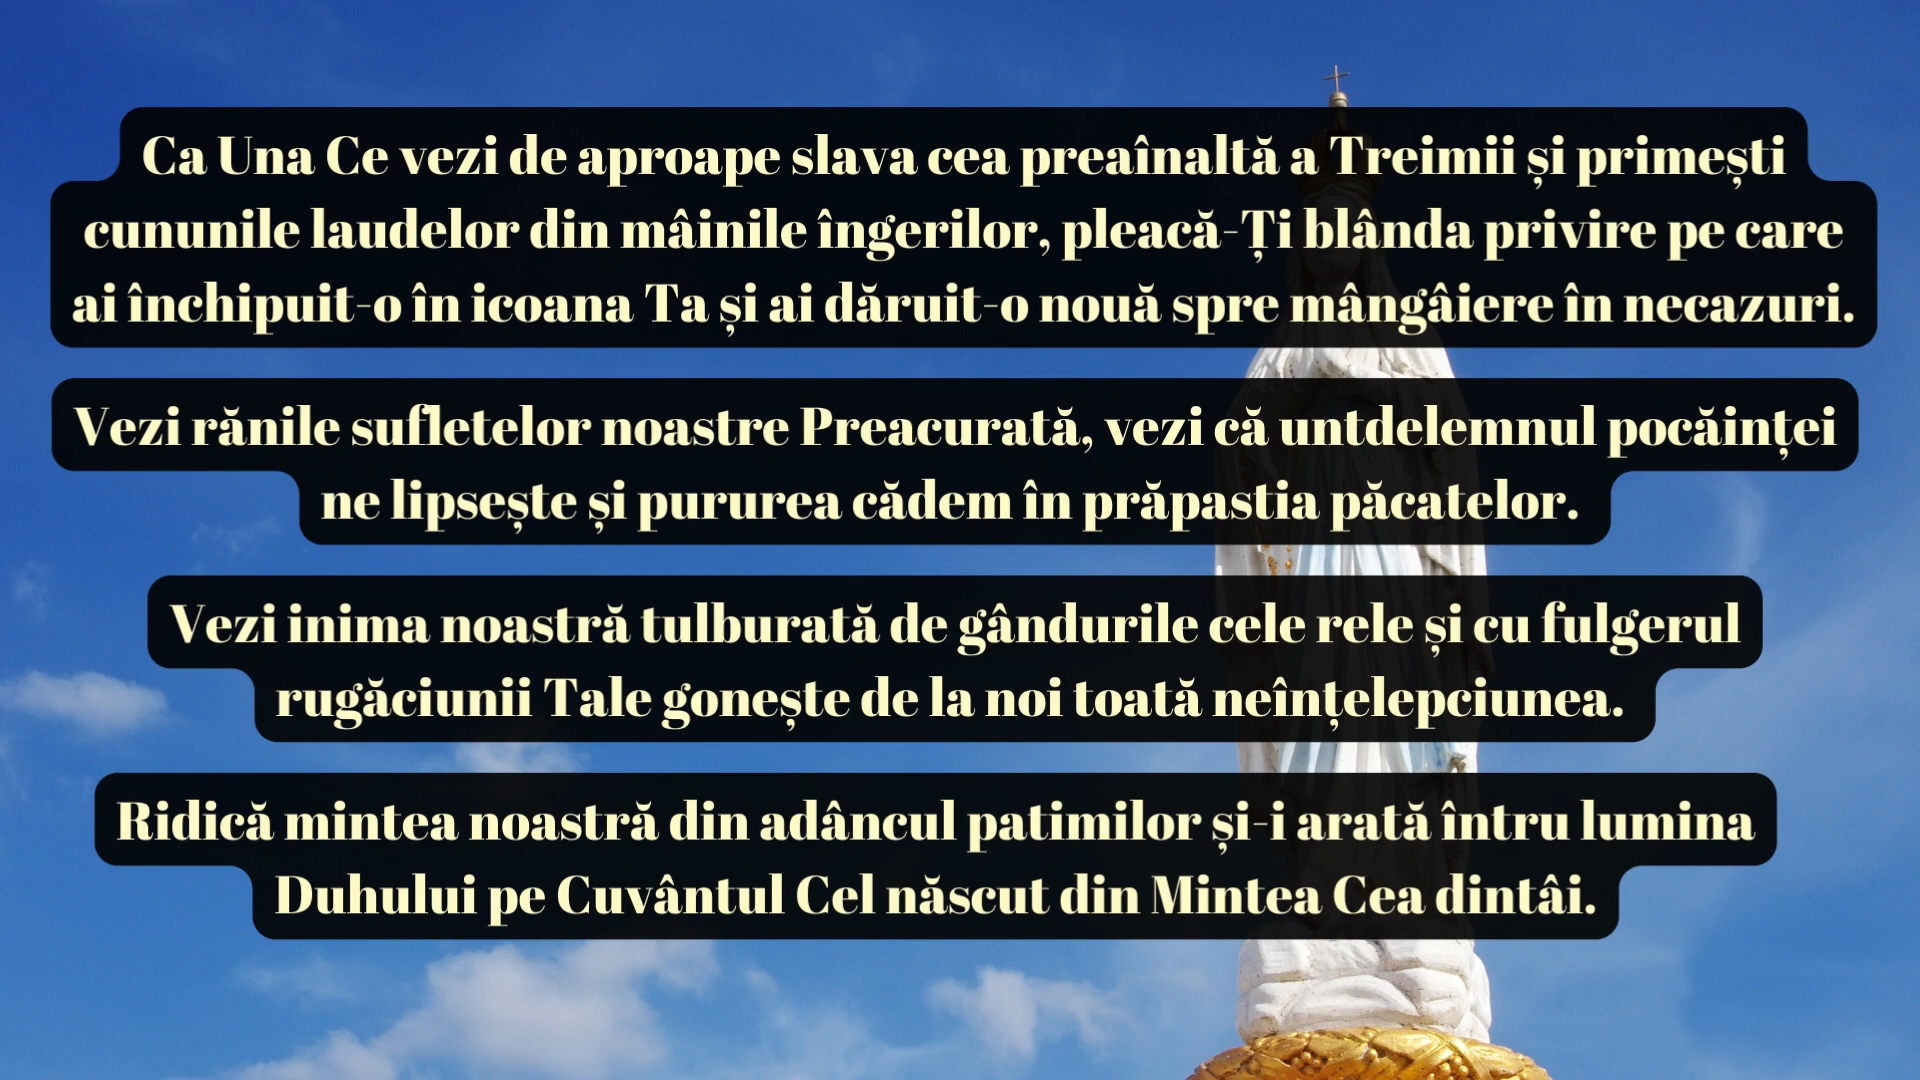 Ca Una Ce vezi de aproape slava cea preaînaltă a Treimii și primești
cununile laudelor din mâinile îngerilor, pleacă-Ți blânda privire pe care
ai închipuit-o în icoana Ta și ai dăruit-o nouă spre mângâiere în necazuri.
Vezi rănile sufletelor noastre Preacurată, vezi că untdelemnul pocăinței
ne lipsește și pururea cădem în prăpastia păcatelor.
Vezi inima noastră tulburată de gândurile cele rele și cu fulgerul
rugăciunii Tale gonește de la noi toată neînțelepciunea.
Ridică mintea noastră din adâncul patimilor și-i arată întru lumina
Duhului pe Cuvântul Cel născut din Mintea Cea dintâi.